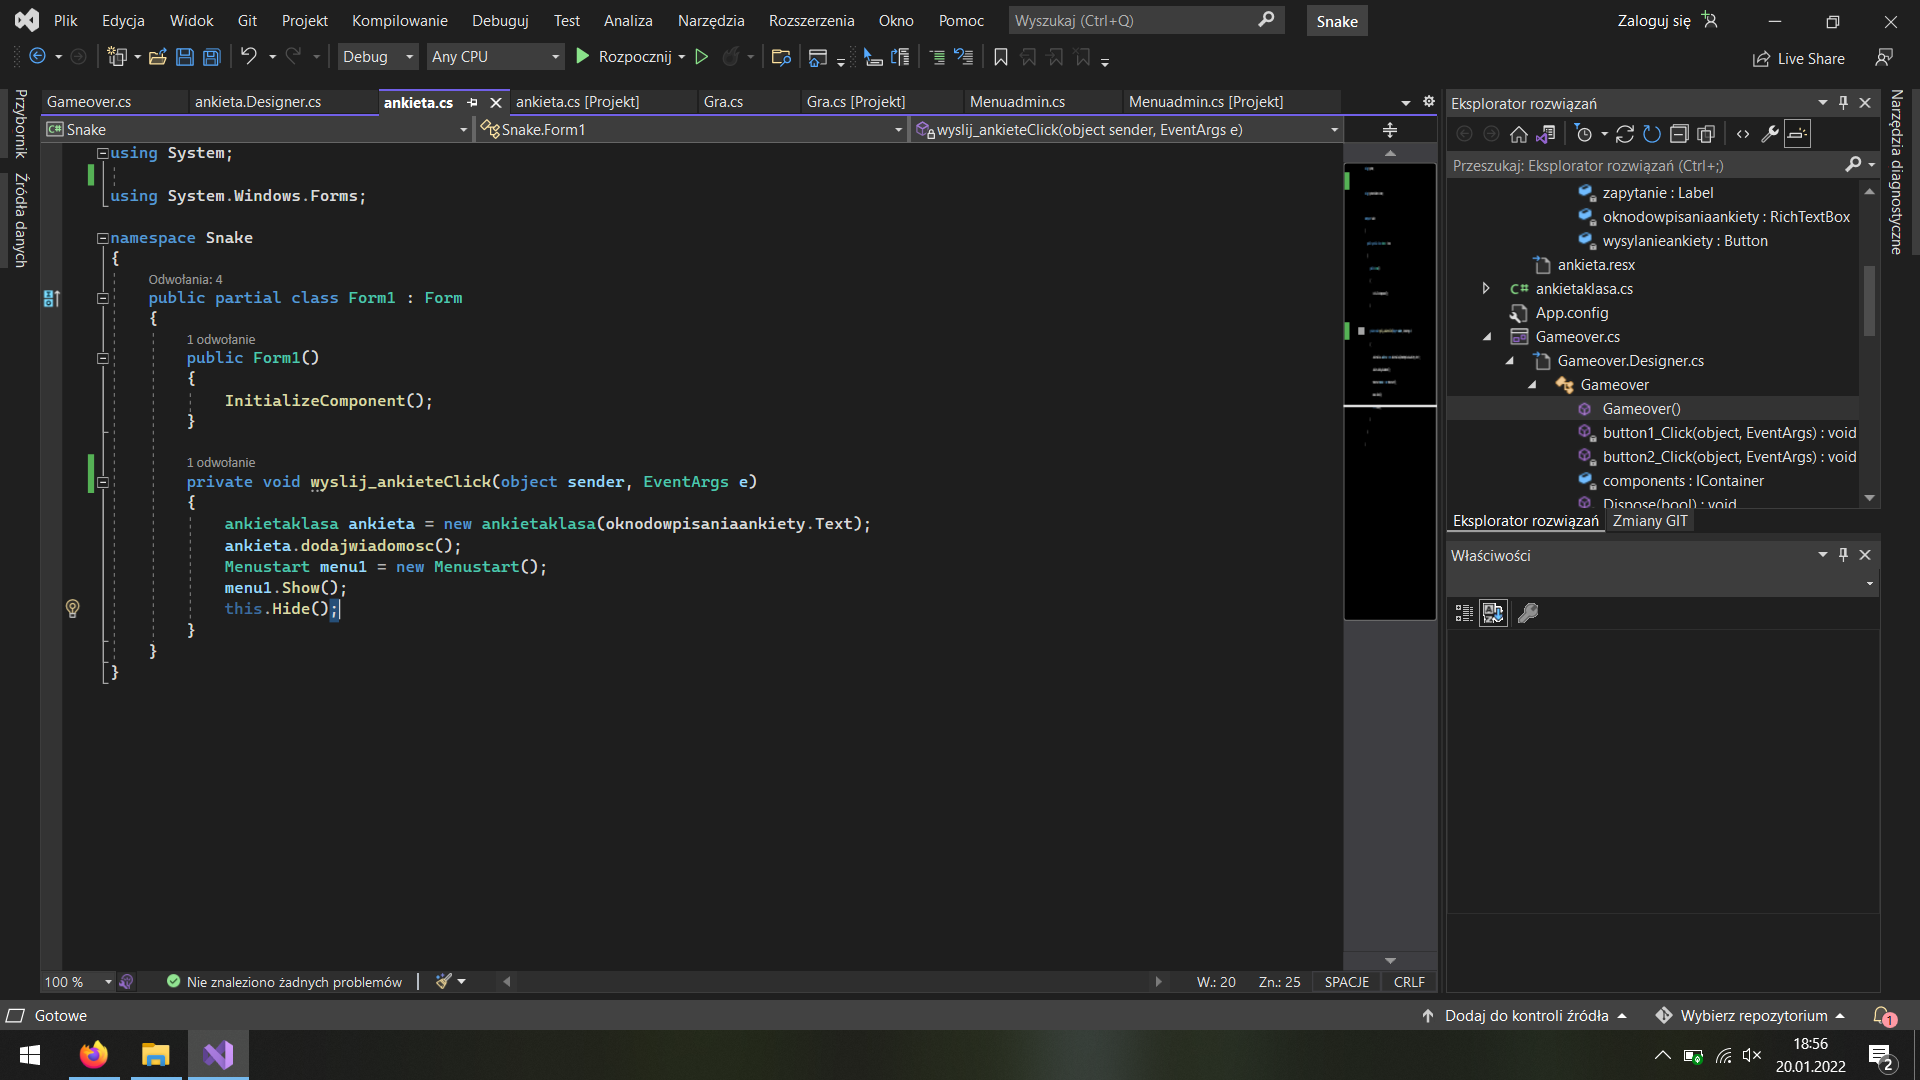 Plik Edycja Widok Git Projekt Kompilowanie Debuguj Test Analiza Narzędzia Rozszerzenia Okno Pomoc Wyszukaj (Ctrl+Q) Snake Zaloguj się
Debug Any CPU Rozpocznij Live Share
Przybornik
Źródła danych
Gameover.cs ankieta.Designer.cs ankieta.cs ankieta.cs [Projekt] Gra.cs Gra.cs [Projekt] Menuadmin.cs Menuadmin.cs [Projekt]
C# Snake Snake.Form1 wyslij_ankieteClick(object sender, EventArgs e)
using System;
using System.Windows.Forms;
namespace Snake
{
Odwołania: 4
public partial class Form1 : Form
{
1 odwołanie
public Form1()
{
InitializeComponent();
}
1 odwołanie
private void wyslij_ankieteClick(object sender, EventArgs e)
{
ankietaklasa ankieta = new ankietaklasa(oknodowpisaniaankiety.Text);
ankieta.dodajwiadomosc();
Menustart menu1 = new Menustart();
menu1.Show();
this.Hide();
}
}
}
100 % Nie znaleziono żadnych problemów W.: 20 Zn.: 25 SPACJE CRLF
Eksplorator rozwiązań
Przeszukaj: Eksplorator rozwiązań (Ctrl+;)
zapytanie : Label
oknodowpisaniaankiety : RichTextBox
wysylanieankiety : Button
ankieta.resx
C# ankietaklasa.cs
App.config
Gameover.cs
Gameover.Designer.cs
Gameover
Gameover()
button1_Click(object, EventArgs) : void
button2_Click(object, EventArgs) : void
components : IContainer
Dispose(bool) : void
Eksplorator rozwiązań Zmiany GIT
Właściwości
Narzędzia diagnostyczne
Gotowe Dodaj do kontroli źródła Wybierz repozytorium 1
18:56
20.01.2022
2